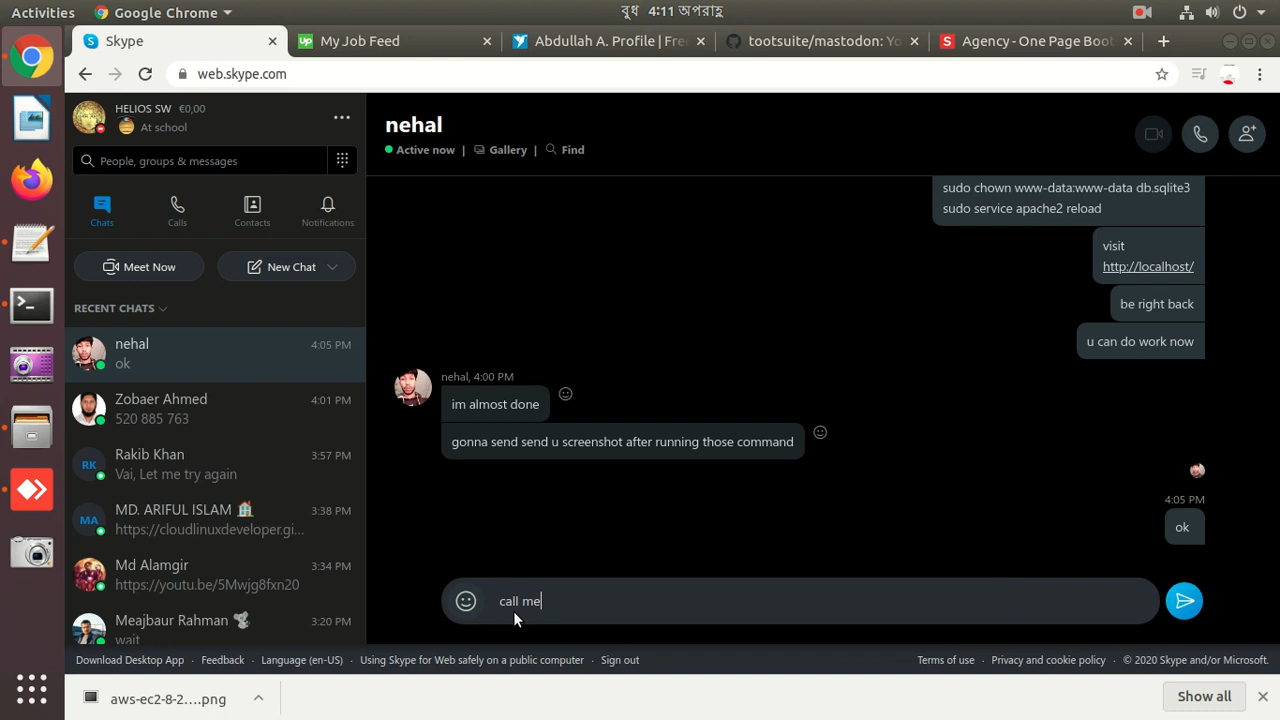 Activities
Google Chrome
বুধ 4:11 অপরাহ্ণ
Skype
My Job Feed
Abdullah A. Profile | Fre
tootsuite/mastodon: Yo
Agency - One Page Boot
web.skype.com
HELIOS SW €0,00
At school
People, groups & messages
Chats
Calls
Contacts
Notifications
Meet Now
New Chat
RECENT CHATS
nehal
4:05 PM
ok
Zobaer Ahmed
4:01 PM
520 885 763
RK
Rakib Khan
3:57 PM
Vai, Let me try again
MA
MD. ARIFUL ISLAM
3:38 PM
https://cloudlinuxdeveloper.gi...
Md Alamgir
3:34 PM
https://youtu.be/5Mwjg8fxn20
Meajbaur Rahman
3:20 PM
wait
nehal
Active now | Gallery | Find
sudo chown www-data:www-data db.sqlite3
sudo service apache2 reload
visit
http://localhost/
be right back
u can do work now
nehal, 4:00 PM
im almost done
gonna send send u screenshot after running those command
4:05 PM
ok
call me
Download Desktop App
Feedback
Language (en-US)
Using Skype for Web safely on a public computer
Sign out
Terms of use
Privacy and cookie policy
© 2020 Skype and/or Microsoft.
aws-ec2-8-2....png
Show all